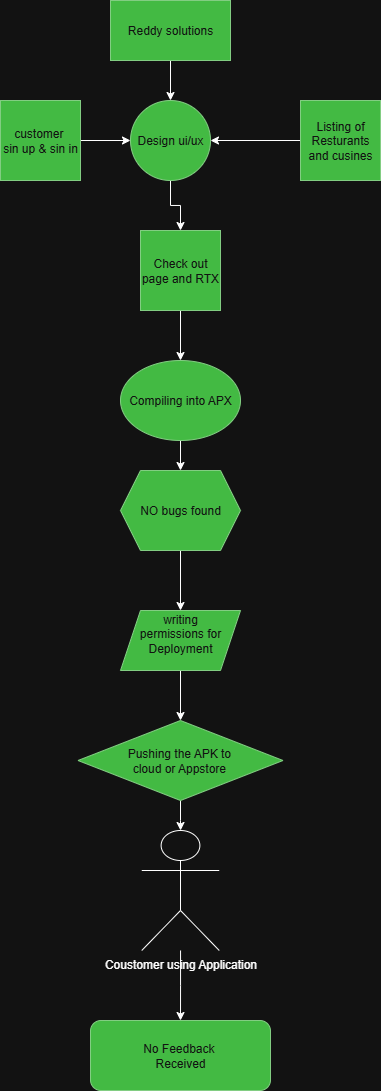 Reddy solutions
customer
sin up & sin in
Design ui/ux
Listing of
Resturants
and cusines
Check out
page and RTX
Compiling into APX
NO bugs found
writing
permissions for
Deployment
Pushing the APK to
cloud or Appstore
Coustomer using Application
No Feedback
Received